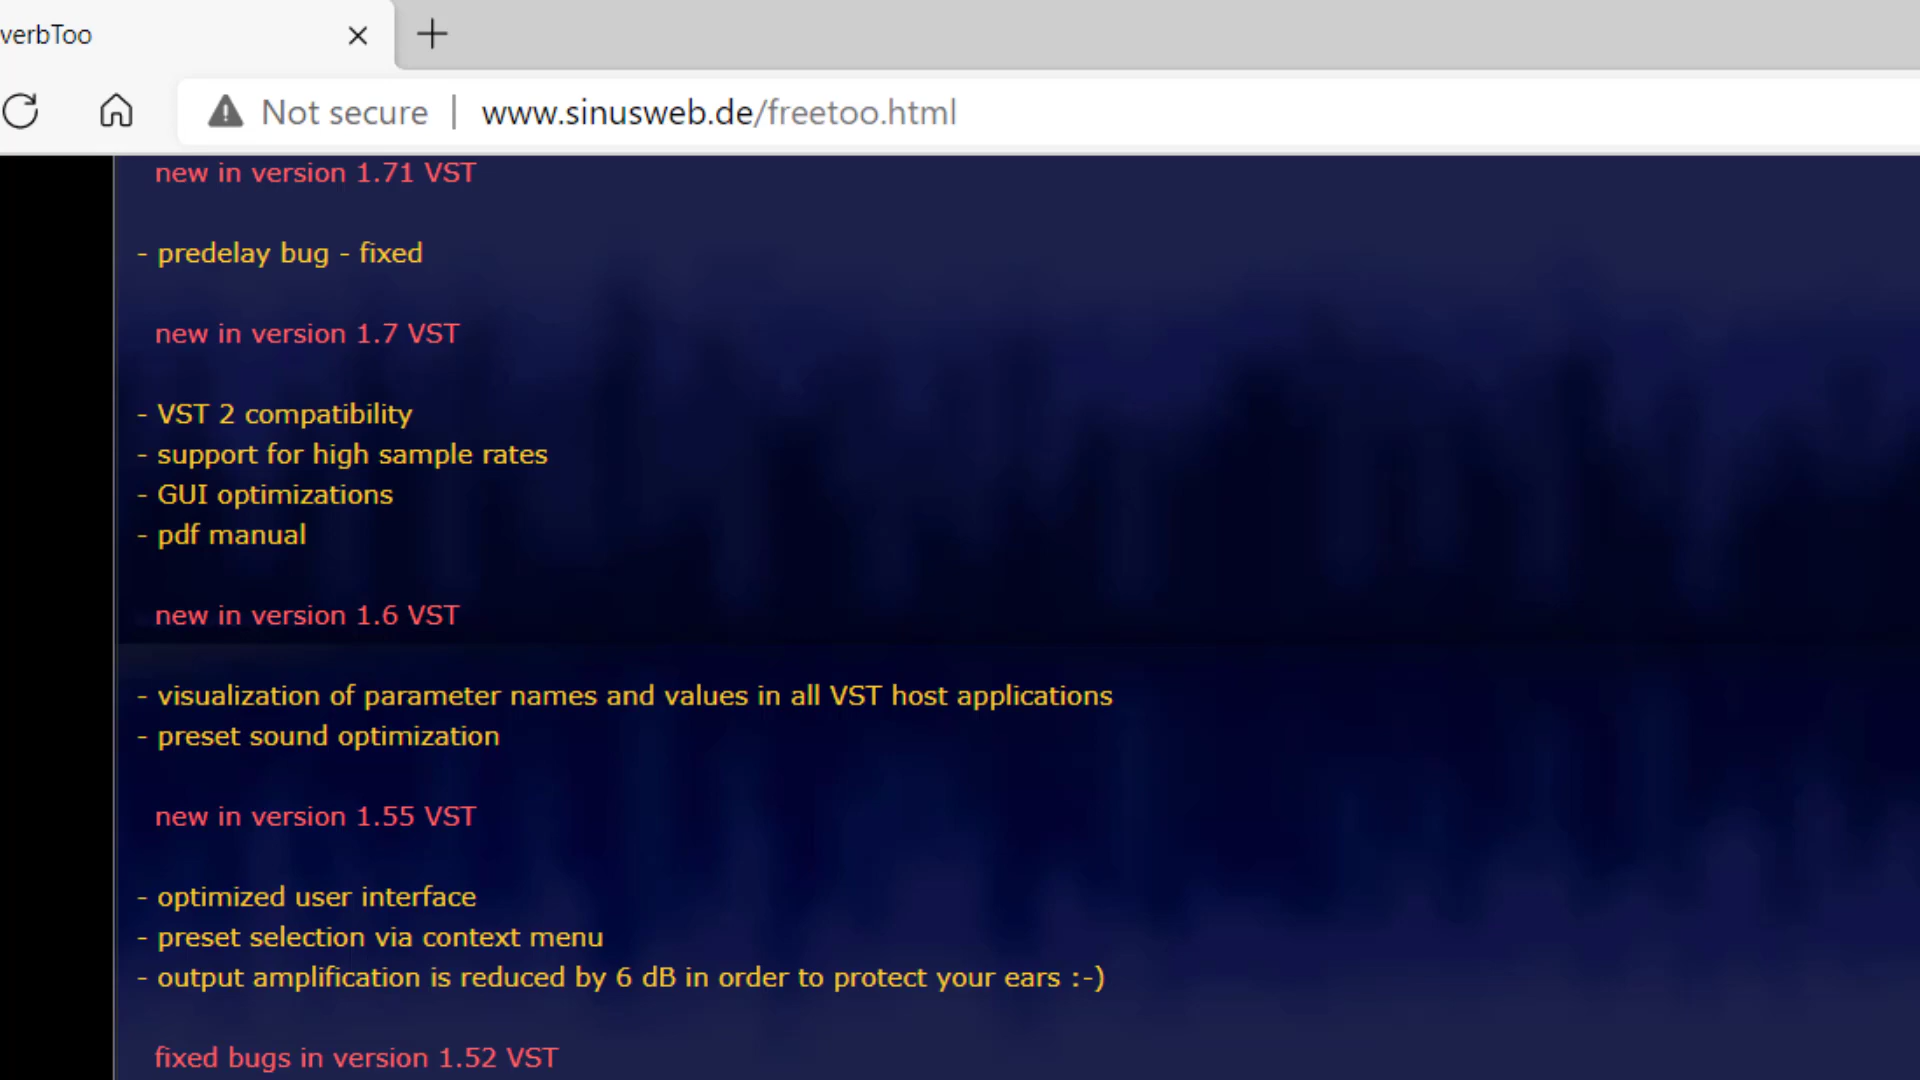 verbToo
Not secure | www.sinusweb.de/freetoo.html
new in version 1.71 VST
- predelay bug - fixed
new in version 1.7 VST
- VST 2 compatibility
- support for high sample rates
- GUI optimizations
- pdf manual
new in version 1.6 VST
- visualization of parameter names and values in all VST host applications
- preset sound optimization
new in version 1.55 VST
- optimized user interface
- preset selection via context menu
- output amplification is reduced by 6 dB in order to protect your ears :-)
fixed bugs in version 1.52 VST